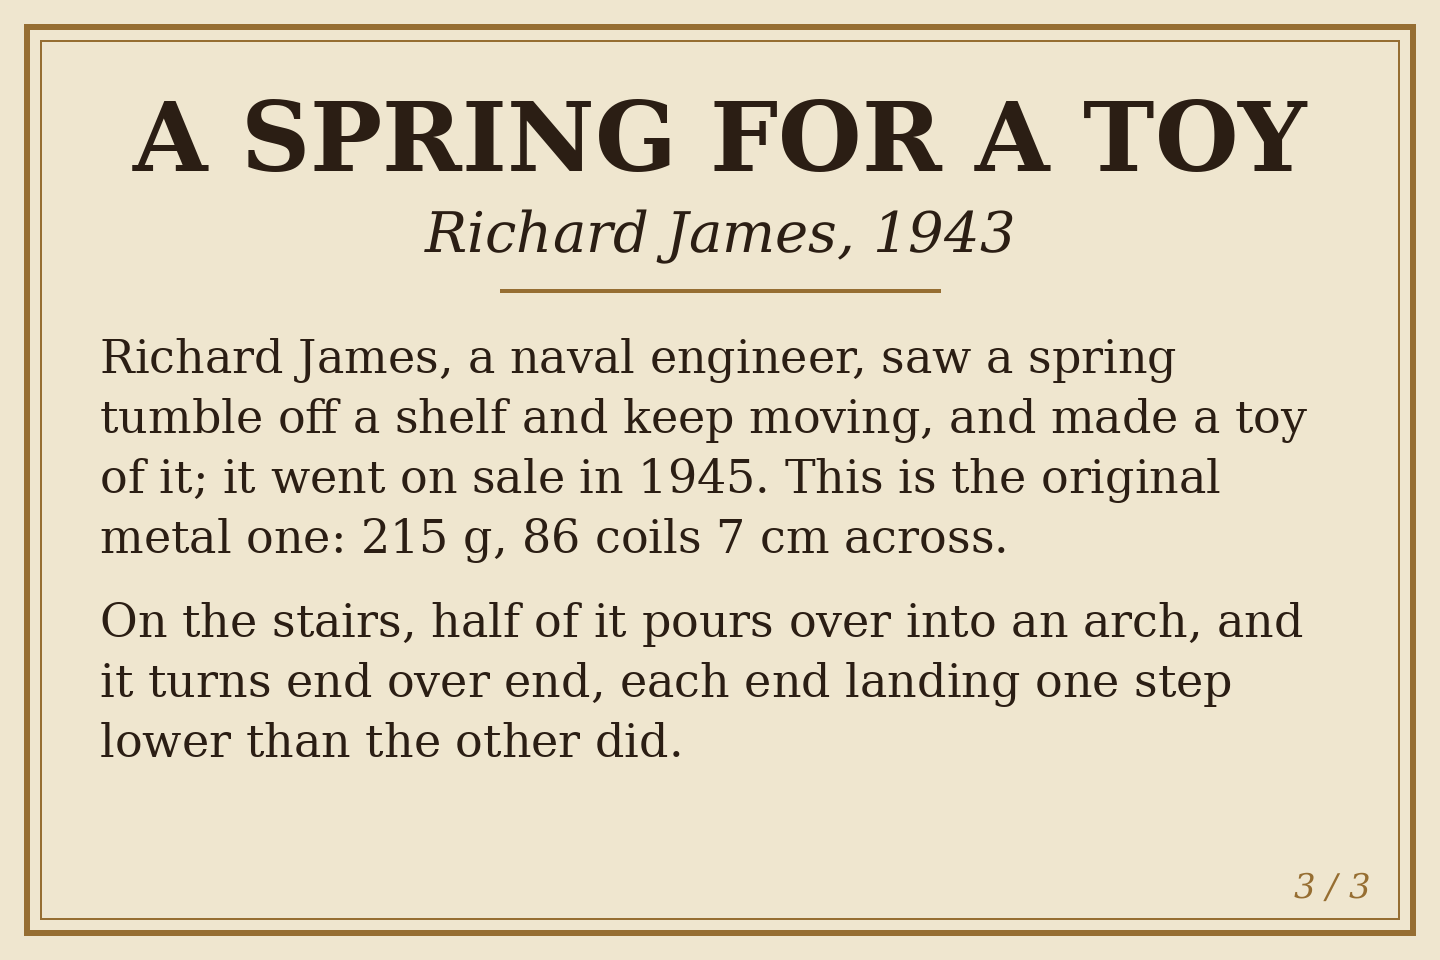 A SPRING FOR A TOY
Richard James, 1943
Richard James, a naval engineer, saw a spring
tumble off a shelf and keep moving, and made a toy
of it; it went on sale in 1945. This is the original
metal one: 215 g, 86 coils 7 cm across.
On the stairs, half of it pours over into an arch, and
it turns end over end, each end landing one step
lower than the other did.
3 / 3